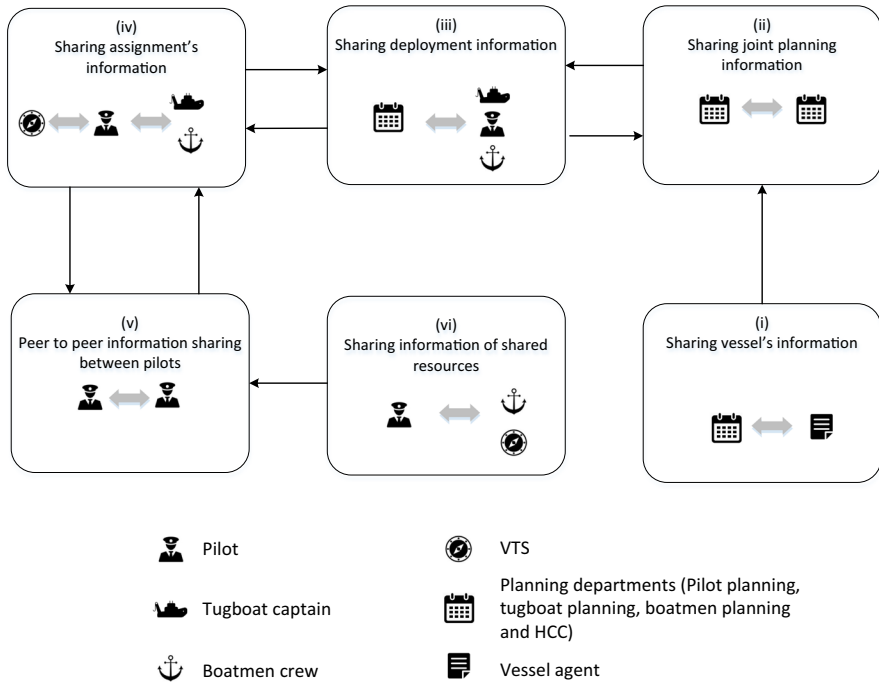 (iv)
Sharing assignment's
information
(iii)
Sharing deployment information
(ii)
Sharing joint planning
information
(v)
Peer to peer information sharing
between pilots
(vi)
Sharing information of shared
resources
(i)
Sharing vessel's information
Pilot
VTS
Tugboat captain
Planning departments (Pilot planning,
tugboat planning, boatmen planning
and HCC)
Boatmen crew
Vessel agent